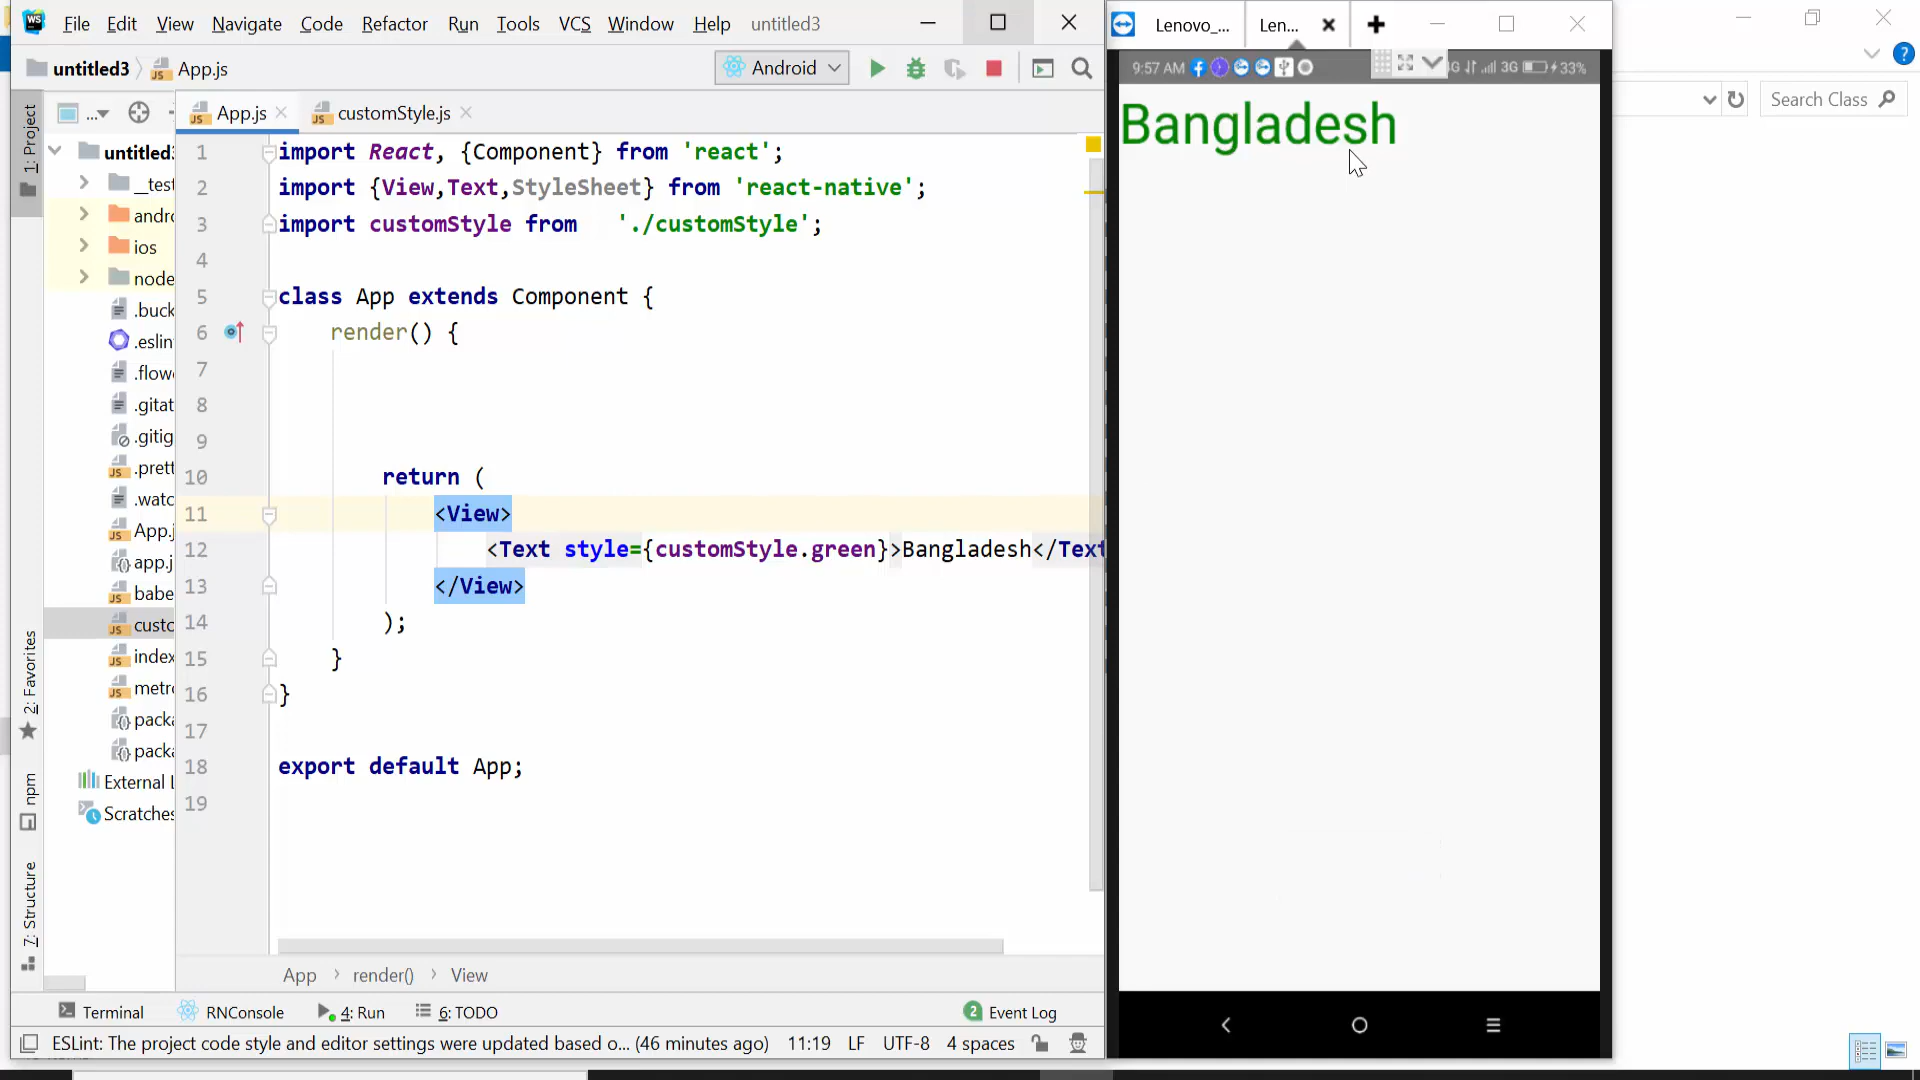 File Edit View Navigate Code Refactor Run Tools VCS Window Help untitled3
untitled3 App.js
Android
App.js
customStyle.js
1: Project
2: Favorites
npm
7: Structure
...
untitled3
__test
andro
ios
node
.buck
.eslin
.flow
.gitat
.gitig
.prett
.watc
App.j
app.j
babe
custo
index
metr
packa
packa
External L
Scratches
1 import React, {Component} from 'react';
2 import {View,Text,StyleSheet} from 'react-native';
3 import customStyle from './customStyle';
4
5 class App extends Component {
6 render() {
7
8
9
10 return (
11 <View>
12 <Text style={customStyle.green}>Bangladesh</Text
13 </View>
14 );
15 }
16 }
17
18 export default App;
19
App render() View
Terminal RNConsole 4: Run 6: TODO 2 Event Log
ESLint: The project code style and editor settings were updated based o... (46 minutes ago) 11:19 LF UTF-8 4 spaces
Lenovo_... Len...
9:57 AM 4G 3G 33%
Bangladesh
Search Class